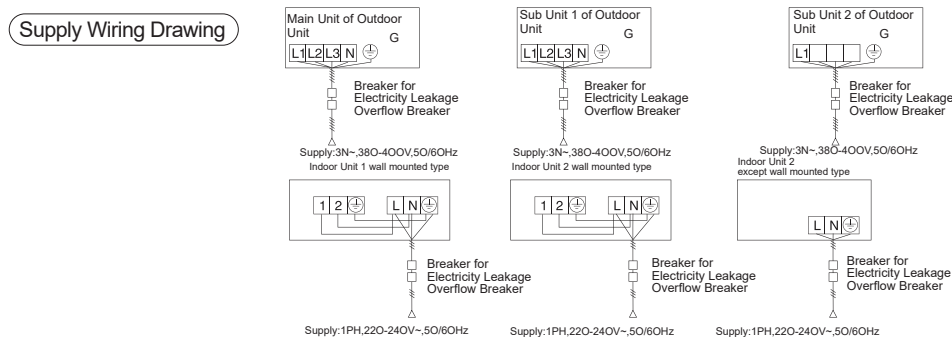 Supply Wiring Drawing
Main Unit of Outdoor
Unit
G
L1 L2 L3 N
Breaker for
Electricity Leakage
Overflow Breaker
Supply:3N~,38O-4OOV,5O/6OHz
Sub Unit 1 of Outdoor
Unit
G
L1 L2 L3 N
Breaker for
Electricity Leakage
Overflow Breaker
Supply:3N~,38O-4OOV,5O/6OHz
Sub Unit 2 of Outdoor
Unit
G
L1
Breaker for
Electricity Leakage
Overflow Breaker
Supply:3N~,38O-4OOV,5O/6OHz
Indoor Unit 1 wall mounted type
1 2 L N
Breaker for
Electricity Leakage
Overflow Breaker
Supply:1PH,22O-24OV~,5O/6OHz
Indoor Unit 2 wall mounted type
1 2 L N
Breaker for
Electricity Leakage
Overflow Breaker
Supply:1PH,22O-24OV~,5O/6OHz
Indoor Unit 2
except wall mounted type
L N
Breaker for
Electricity Leakage
Overflow Breaker
Supply:1PH,22O-24OV~,5O/6OHz